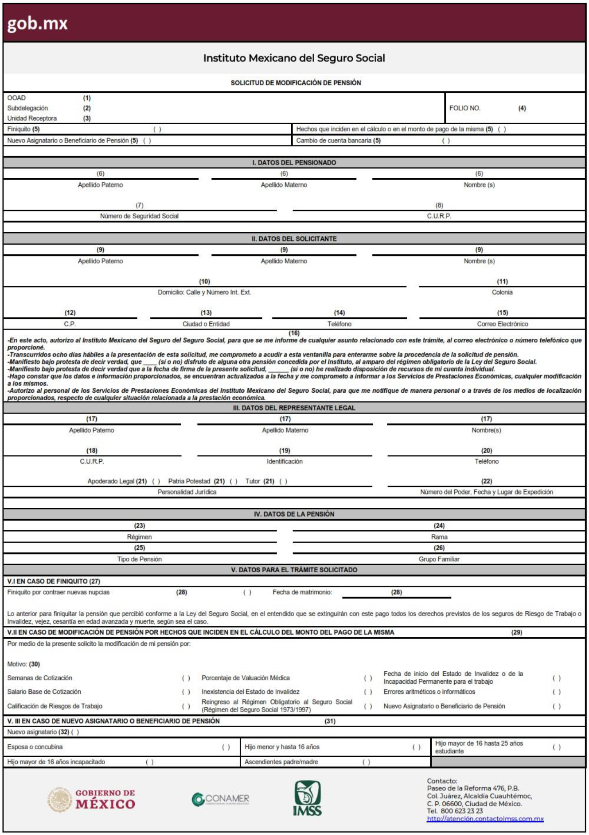 gob.mx
Instituto Mexicano del Seguro Social
SOLICITUD DE MODIFICACIÓN DE PENSIÓN
OOAD (1)
Subdelegación (2)
Unidad Receptora (3)
FOLIO NO. (4)
Finiquito (5) ( ) Hechos que inciden en el cálculo o en el monto de pago de la misma (5) ( )
Nuevo Asignatario o Beneficiario de Pensión (5) ( ) Cambio de cuenta bancaria (5) ( )
I. DATOS DEL PENSIONADO
(6) (6) (6)
Apellido Paterno Apellido Materno Nombre (s)
(7) (8)
Número de Seguridad Social C.U.R.P.
II. DATOS DEL SOLICITANTE
(9) (9) (9)
Apellido Paterno Apellido Materno Nombre (s)
(10) (11)
Domicilio: Calle y Número Int. Ext. Colonia
(12) (13) (14) (15)
C.P. Ciudad o Entidad Teléfono Correo Electrónico
(16)
-En este acto, autorizo al Instituto Mexicano del Seguro del Seguro Social, para que se me informe de cualquier asunto relacionado con este trámite, al correo electrónico o número telefónico que
proporcioné.
-Transcurridos ocho días hábiles a la presentación de esta solicitud, me comprometo a acudir a esta ventanilla para enterarme sobre la procedencia de la solicitud de pensión.
-Manifiesto bajo protesta de decir verdad, que ____ (si o no) disfruto de alguna otra pensión concedida por el Instituto, al amparo del régimen obligatorio de la Ley del Seguro Social.
-Manifiesto bajo protesta de decir verdad que a la fecha de firma de la presente solicitud, ______ (si o no) he realizado disposición de recursos de mi cuenta individual.
-Hago constar que los datos e información proporcionados, se encuentran actualizados a la fecha y me comprometo a informar a los Servicios de Prestaciones Económicas, cualquier modificación
a los mismos.
-Autorizo al personal de los Servicios de Prestaciones Económicas del Instituto Mexicano del Seguro Social, para que me notifique de manera personal o a través de los medios de localización
proporcionados, respecto de cualquier situación relacionada a la prestación económica.
III. DATOS DEL REPRESENTANTE LEGAL
(17) (17) (17)
Apellido Paterno Apellido Materno Nombre(s)
(18) (19) (20)
C.U.R.P. Identificación Teléfono
Apoderado Legal (21) ( ) Patria Potestad (21) ( ) Tutor (21) ( ) (22)
Personalidad Jurídica Número del Poder, Fecha y Lugar de Expedición
IV. DATOS DE LA PENSIÓN
(23) (24)
Régimen Rama
(25) (26)
Tipo de Pensión Grupo Familiar
V. DATOS PARA EL TRÁMITE SOLICITADO
V.I EN CASO DE FINIQUITO (27)
Finiquito por contraer nuevas nupcias (28) ( ) Fecha de matrimonio: (28)
Lo anterior para finiquitar la pensión que percibió conforme a la Ley del Seguro Social, en el entendido que se extinguirán con este pago todos los derechos previstos de los seguros de Riesgo de Trabajo o
Invalidez, vejez, cesantía en edad avanzada y muerte, según sea el caso.
V.II EN CASO DE MODIFICACIÓN DE PENSIÓN POR HECHOS QUE INCIDEN EN EL CÁLCULO DEL MONTO DEL PAGO DE LA MISMA (29)
Por medio de la presente solicito la modificación de mi pensión por:
Motivo: (30)
Semanas de Cotización ( ) Porcentaje de Valuación Médica ( ) Fecha de inicio del Estado de Invalidez o de la
Incapacidad Permanente para el trabajo ( )
Salario Base de Cotización ( ) Inexistencia del Estado de Invalidez ( ) Errores aritméticos o informáticos ( )
Calificación de Riesgos de Trabajo ( ) Reingreso al Régimen Obligatorio al Seguro Social
(Régimen del Seguro Social 1973/1997) ( ) Nuevo Asignatario o Beneficiario de Pensión ( )
V. III EN CASO DE NUEVO ASIGNATARIO O BENEFICIARIO DE PENSIÓN (31)
Nuevo asignatario (32) ( )
Esposa o concubina ( ) Hijo menor y hasta 16 años ( ) Hijo mayor de 16 hasta 25 años
estudiante ( )
Hijo mayor de 16 incapacitado ( ) Ascendientes padre/madre ( )
GOBIERNO DE
MÉXICO
CONAMER
IMSS
Contacto:
Paseo de la Reforma 476, P.B.
Col. Juárez, Alcaldía Cuauhtémoc,
C. P. 06600, Ciudad de México.
Tel. 800 623 23 23
http://atención.contactoimss.com.mx